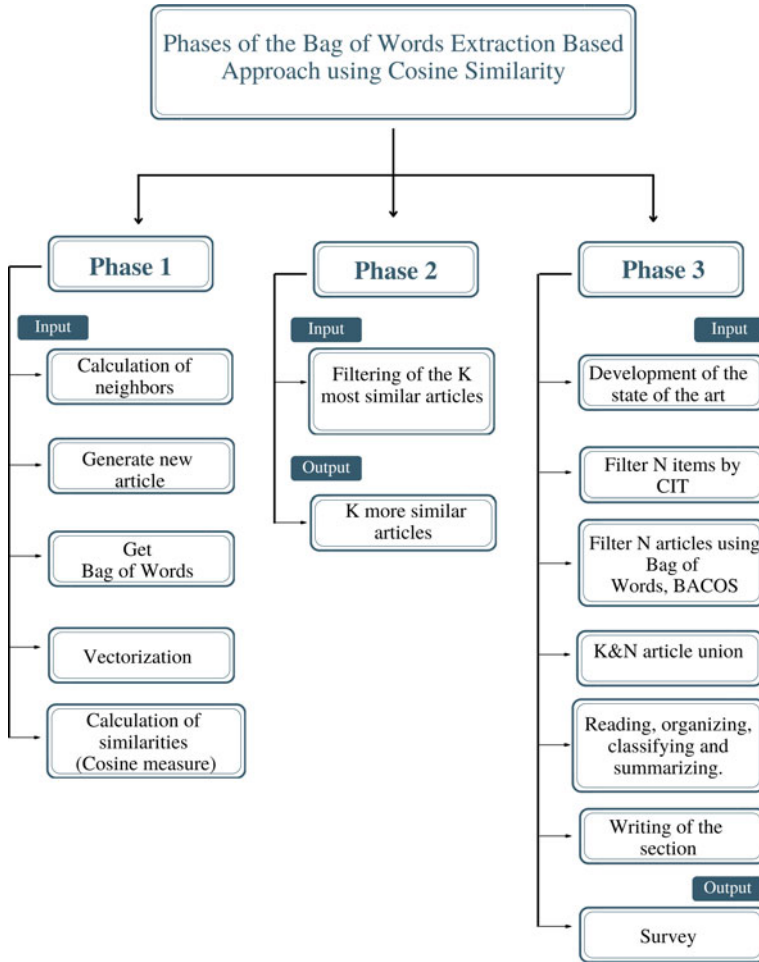 Phases of the Bag of Words Extraction Based
Approach using Cosine Similarity
Phase 1
Input
Calculation of
neighbors
Generate new
article
Get
Bag of Words
Vectorization
Calculation of
similarities
(Cosine measure)
Phase 2
Input
Filtering of the K
most similar articles
Output
K more similar
articles
Phase 3
Input
Development of the
state of the art
Filter N items by
CIT
Filter N articles using
Bag of
Words, BACOS
K&N article union
Reading, organizing,
classifying and
summarizing.
Writing of the
section
Output
Survey